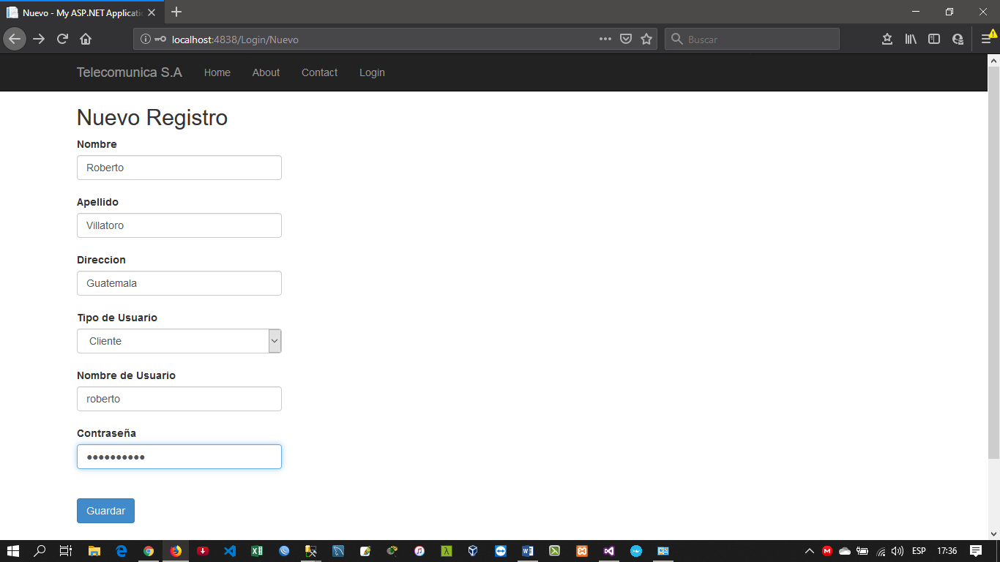 Nuevo - My ASP.NET Applicati
localhost:4838/Login/Nuevo
Buscar
Telecomunica S.A Home About Contact Login
Nuevo Registro
Nombre
Roberto
Apellido
Villatoro
Direccion
Guatemala
Tipo de Usuario
Cliente
Nombre de Usuario
roberto
Contraseña
••••••••••
Guardar
ESP 17:36